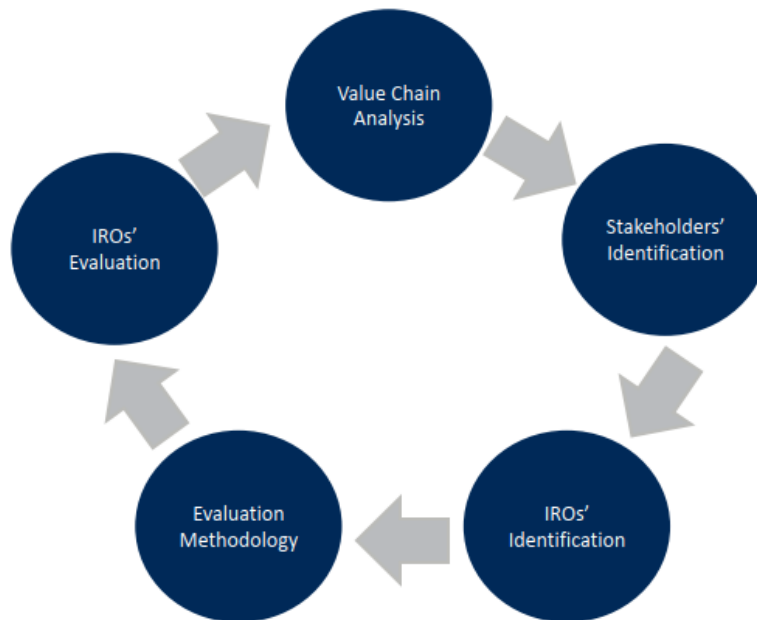 Value Chain
Analysis
Stakeholders’
Identification
IROs’
Identification
Evaluation
Methodology
IROs’
Evaluation